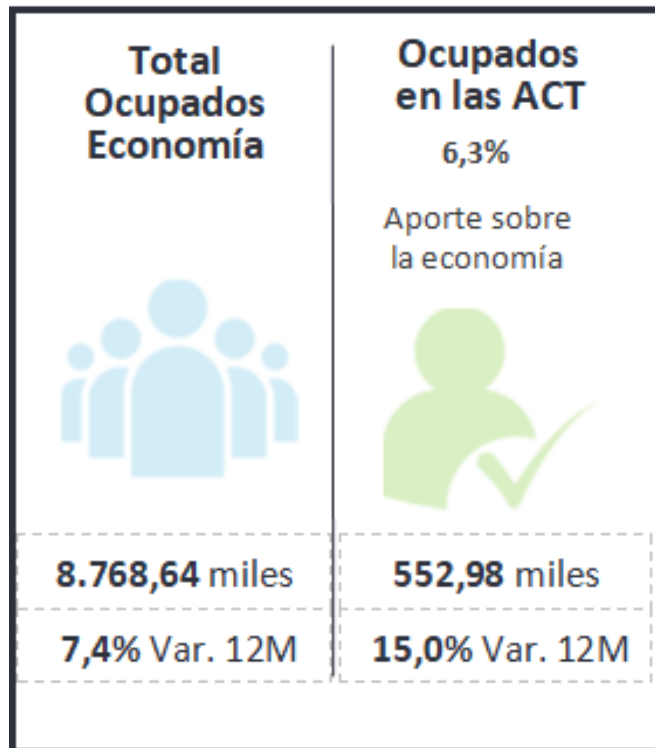 Total
Ocupados
Economía
8.768,64 miles
7,4% Var. 12M
Ocupados
en las ACT
6,3%
Aporte sobre
la economía
552,98 miles
15,0% Var. 12M